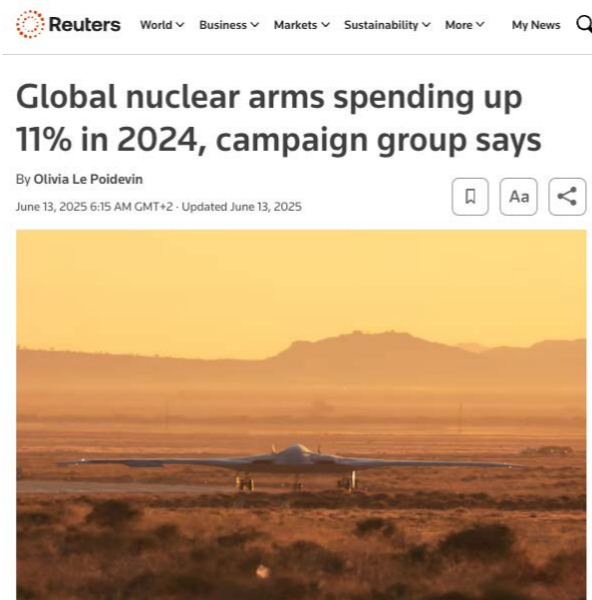 Reuters World Business Markets Sustainability More My News
Global nuclear arms spending up
11% in 2024, campaign group says
By Olivia Le Poidevin
June 13, 2025 6:15 AM GMT+2 · Updated June 13, 2025
Aa